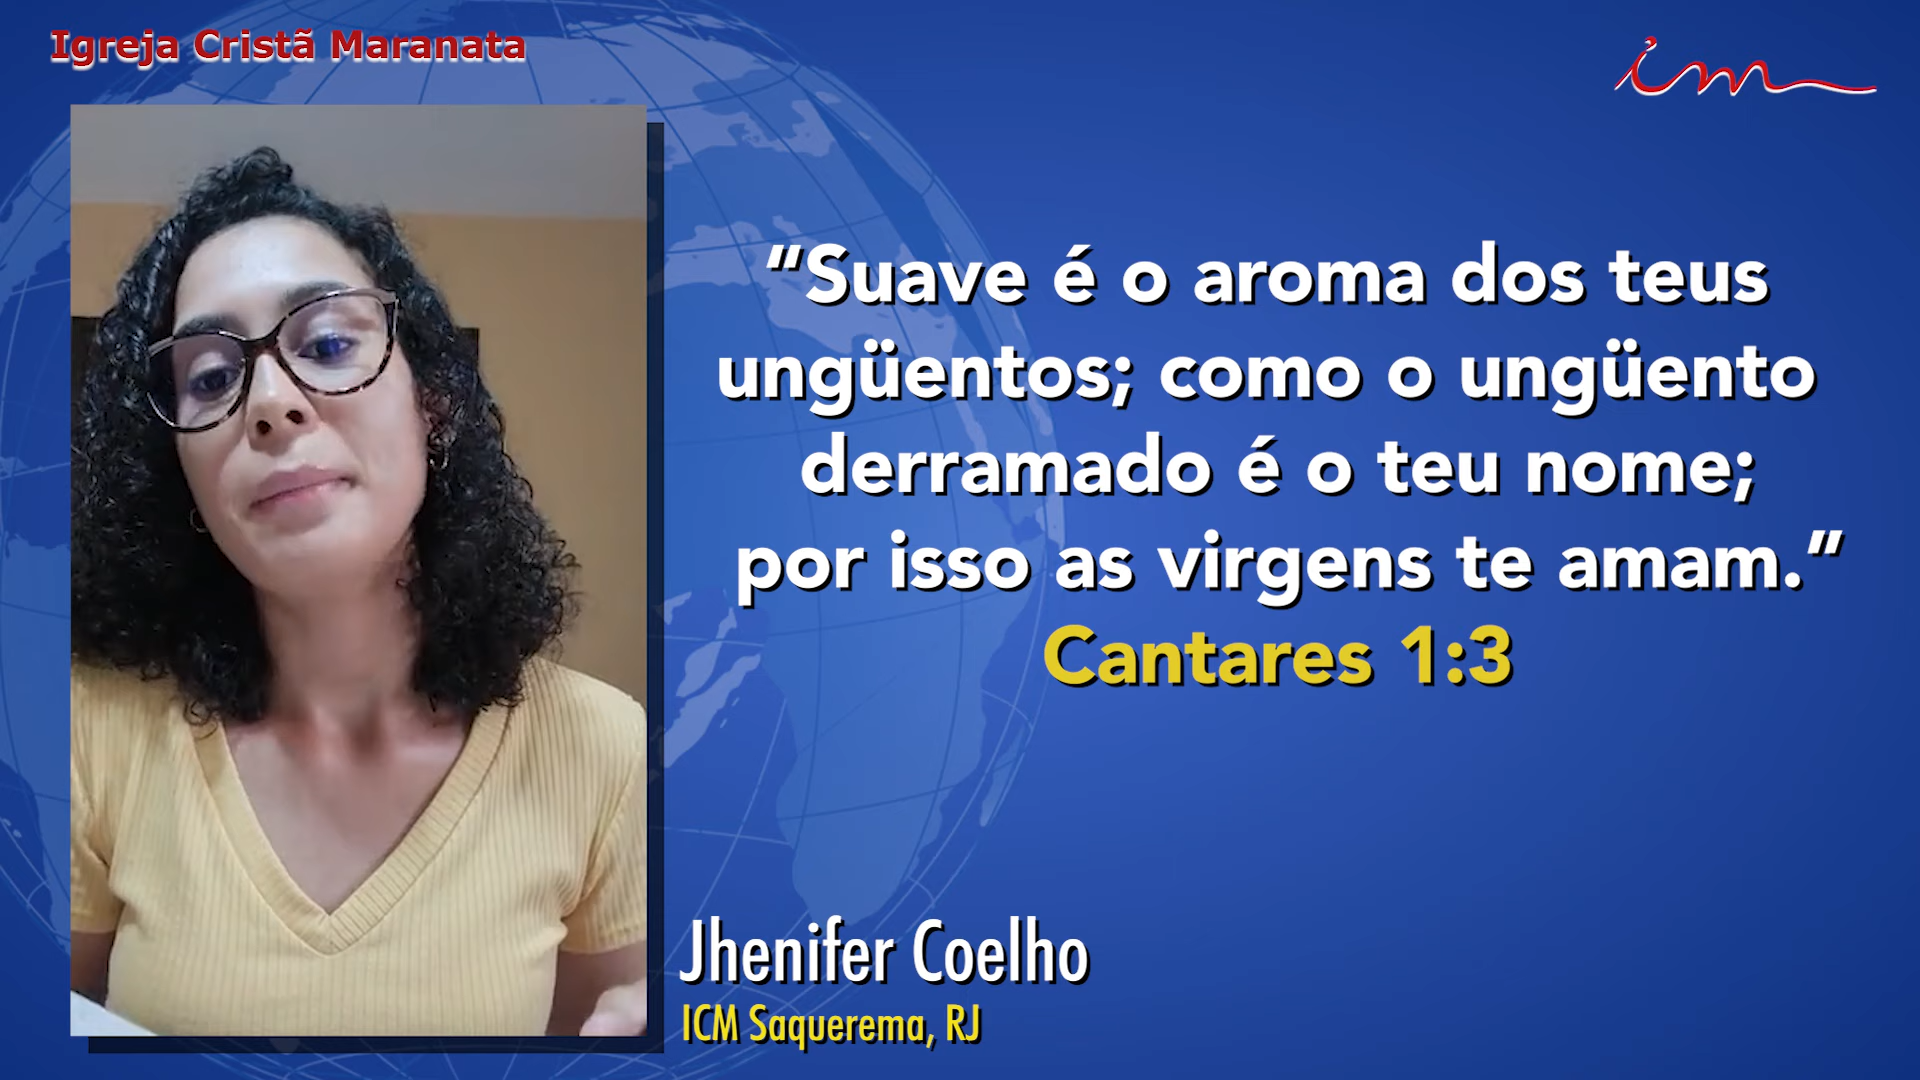 Igreja Cristã Maranata
im
“Suave é o aroma dos teus
ungüentos; como o ungüento
derramado é o teu nome;
por isso as virgens te amam.”
Cantares 1:3
Jhenifer Coelho
ICM Saquerema, RJ